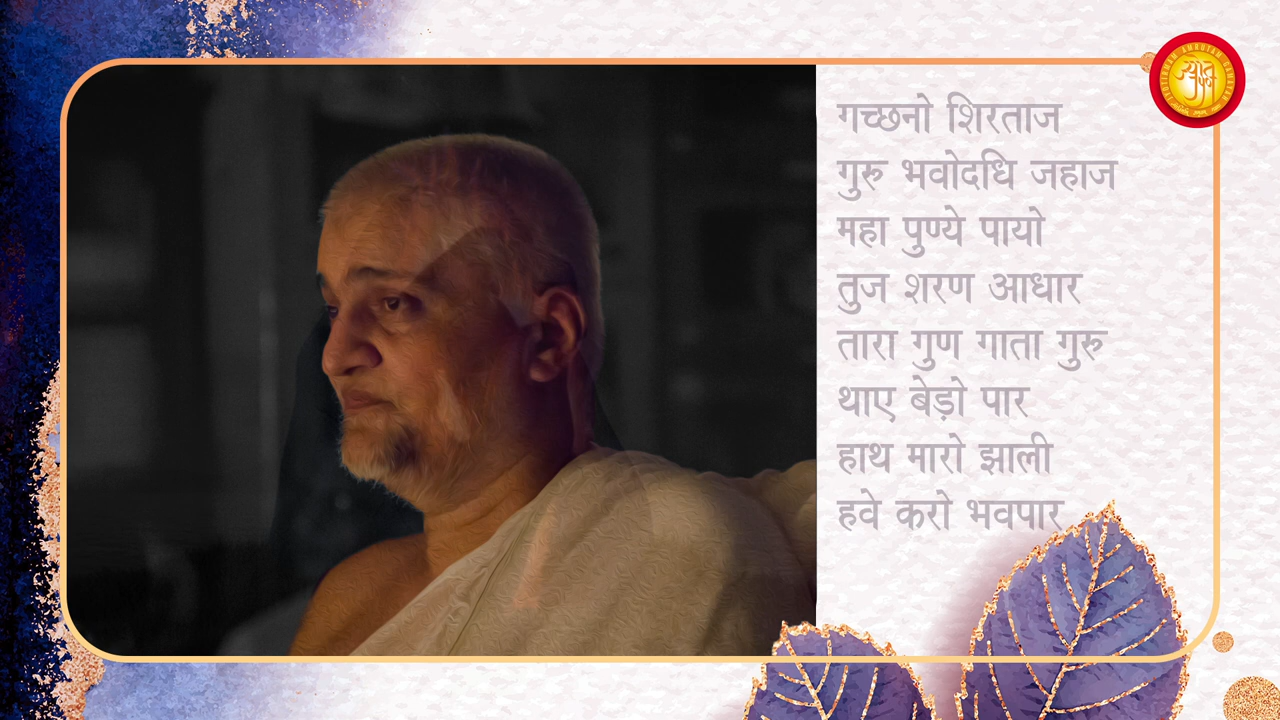 गच्छनो शिरताज
गुरू भवोदधि जहाज
महा पुण्ये पायो
तुज शरण आधार
तारा गुण गाता गुरू
थाए बेड़ो पार
हाथ मारो झाली
हवे करो भवपार